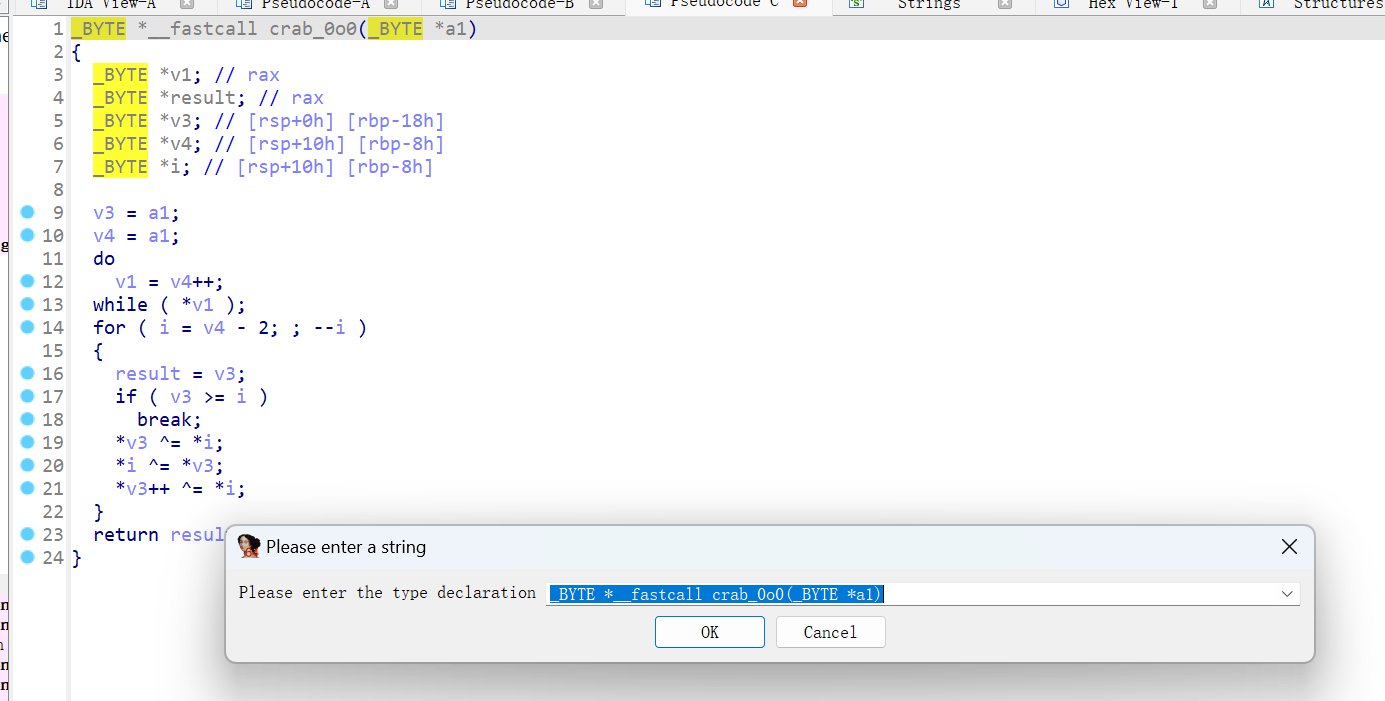 IDA View-A Pseudocode-A Pseudocode-B Pseudocode-C Strings Hex View-1 Structures
1 _BYTE *__fastcall crab_0o0(_BYTE *a1)
2 {
3 _BYTE *v1; // rax
4 _BYTE *result; // rax
5 _BYTE *v3; // [rsp+0h] [rbp-18h]
6 _BYTE *v4; // [rsp+10h] [rbp-8h]
7 _BYTE *i; // [rsp+10h] [rbp-8h]
8
9 v3 = a1;
10 v4 = a1;
11 do
12 v1 = v4++;
13 while ( *v1 );
14 for ( i = v4 - 2; ; --i )
15 {
16 result = v3;
17 if ( v3 >= i )
18 break;
19 *v3 ^= *i;
20 *i ^= *v3;
21 *v3++ ^= *i;
22 }
23 return resul
24 }
Please enter a string
Please enter the type declaration _BYTE *__fastcall crab_0o0(_BYTE *a1)
OK Cancel